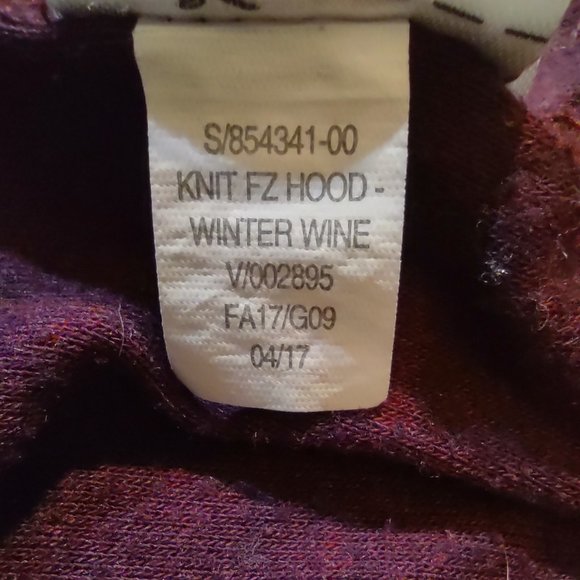 S/854341-00
KNIT FZ HOOD -
WINTER WINE
V/002895
FA17/G09
04/17